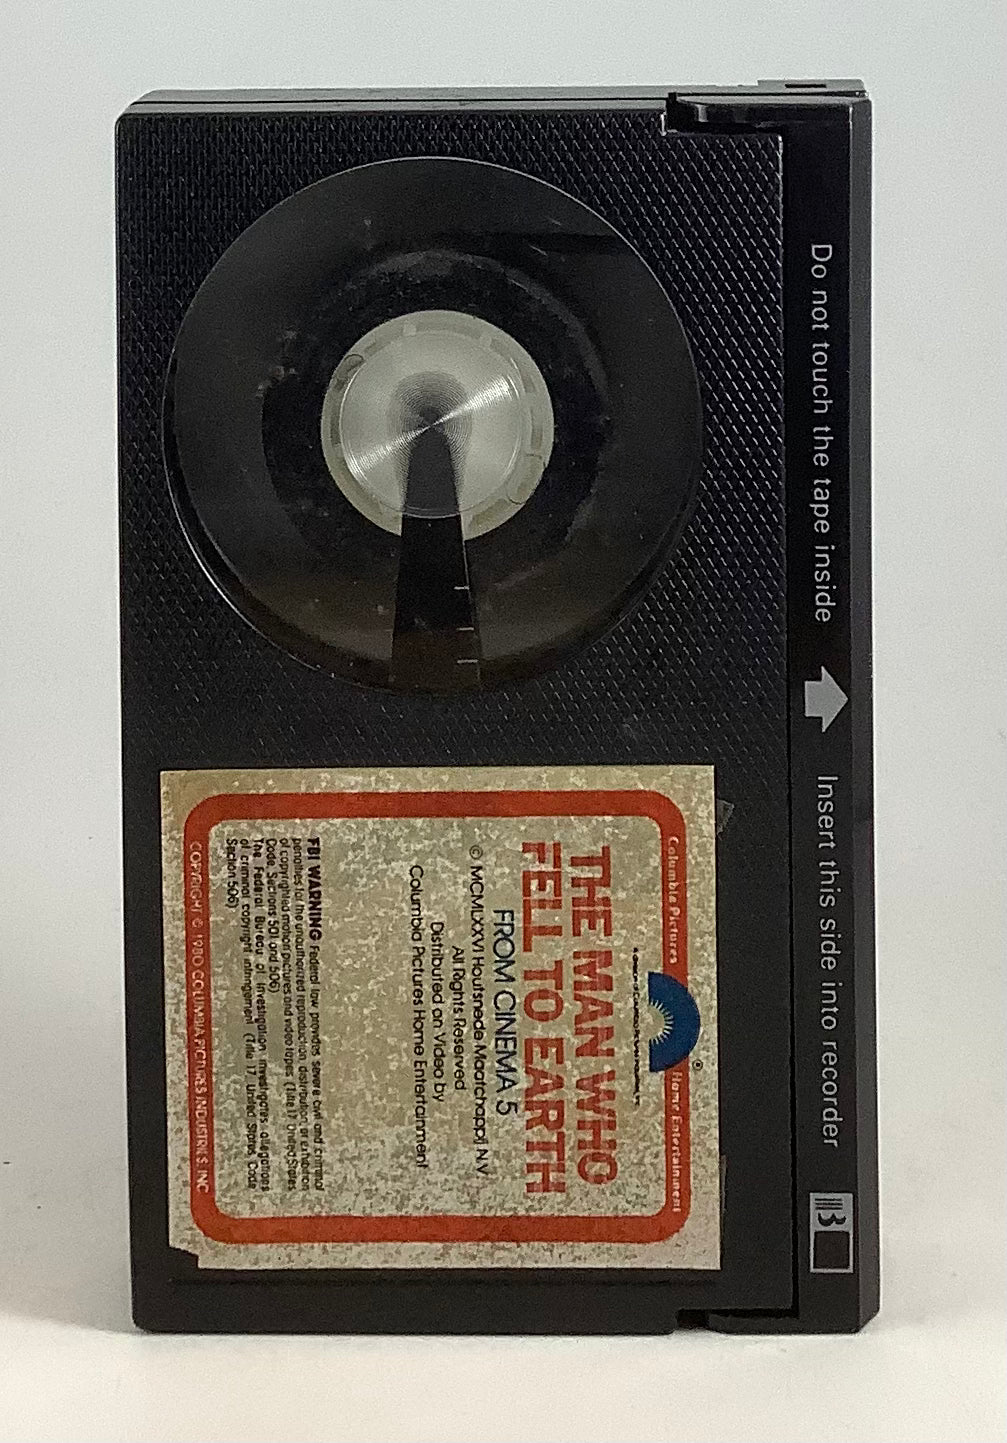 Do not touch the tape inside
Insert this side into recorder
Columbia Pictures Home Entertainment
THE MAN WHO
FELL TO EARTH
FROM CINEMA 5
© MCMLXXVI Houtsnede Maatchappij N.V.
All Rights Reserved
Distributed on Video by
Columbia Pictures Home Entertainment
FBI WARNING Federal law provides severe civil and criminal
penalties for the unauthorized reproduction, distribution, or exhibition
of copyrighted motion pictures and video tapes (Title 17, United States
Code, Sections 501 and 506)
The Federal Bureau of Investigation investigates allegations
of criminal copyright infringement (Title 17, United States Code
Section 506)
COPYRIGHT © 1980 COLUMBIA PICTURES INDUSTRIES, INC.